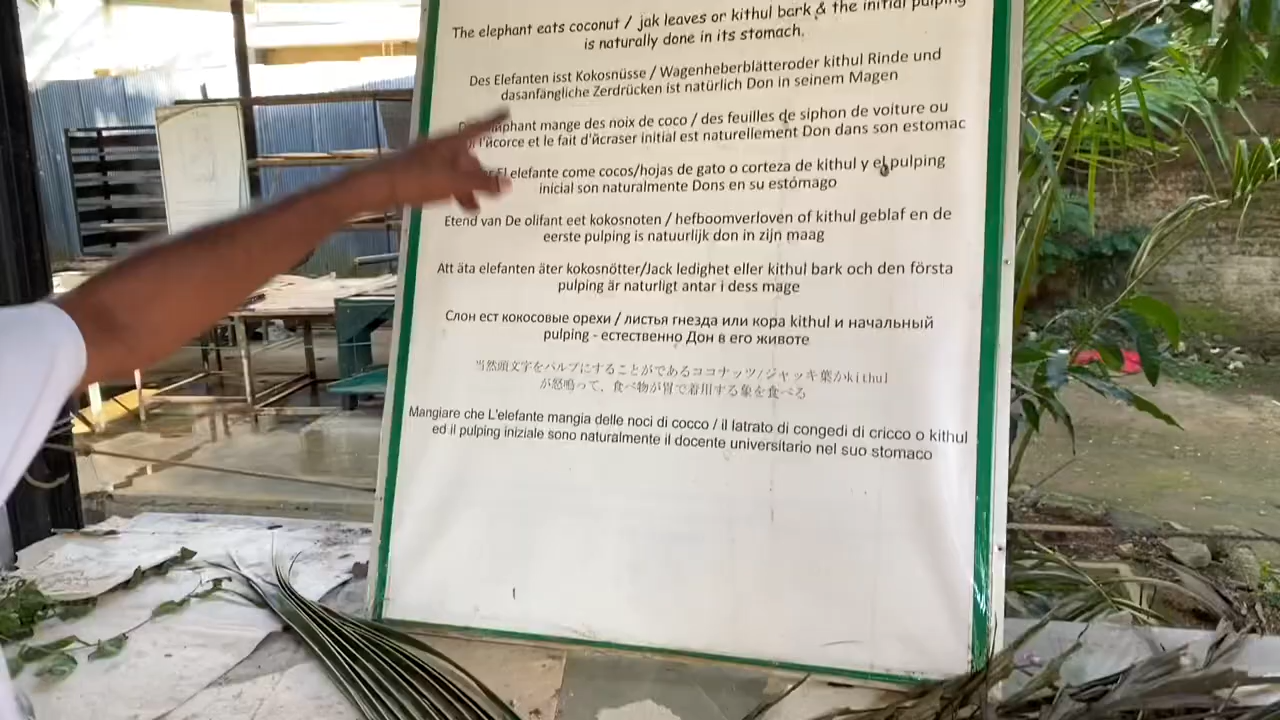 The elephant eats coconut / jak leaves or kithul bark & the initial pulping
is naturally done in its stomach.
Des Elefanten isst Kokosnüsse / Wagenheberblätteroder kithul Rinde und
dasanfängliche Zerdrücken ist natürlich Don in seinem Magen
mange des noix de coco / des feuilles de siphon de voiture ou
l'йcorce et le fait d'йcraser initial est naturellement Don dans son estomac
El elefante come cocos/hojas de gato o corteza de kithul y el pulping
inicial son naturalmente Dons en su estómago
Etend van De olifant eet kokosnoten / hefboomverloven of kithul geblaf en de
eerste pulping is natuurlijk don in zijn maag
Att äta elefanten äter kokosnötter/Jack ledighet eller kithul bark och den första
pulping är naturligt antar i dess mage
Слон ест кокосовые орехи / листья гнезда или кора kithul и начальный
pulping - естественно Дон в его животе
当然頭文字をパルプにすることがであるココナッツ/ジャッキ葉かkithul
が怒鳴って、食べ物が胃で着用する象を食べる
Mangiare che L'elefante mangia delle noci di cocco / il latrato di congedi di cricco o kithul
ed il pulping iniziale sono naturalmente il docente universitario nel suo stomaco